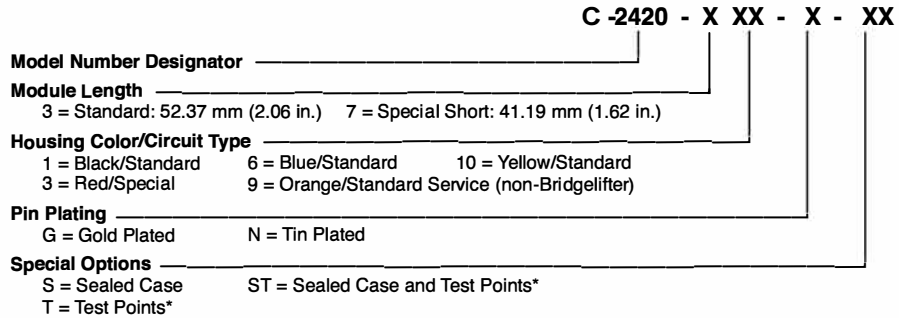 C -2420 - X XX - X - XX
Model Number Designator
Module Length
3 = Standard: 52.37 mm (2.06 in.) 7 = Special Short: 41.19 mm (1.62 in.)
Housing Color/Circuit Type
1 = Black/Standard 6 = Blue/Standard 10 = Yellow/Standard
3 = Red/Special 9 = Orange/Standard Service (non-Bridgelifter)
Pin Plating
G = Gold Plated N = Tin Plated
Special Options
S = Sealed Case ST = Sealed Case and Test Points*
T = Test Points*